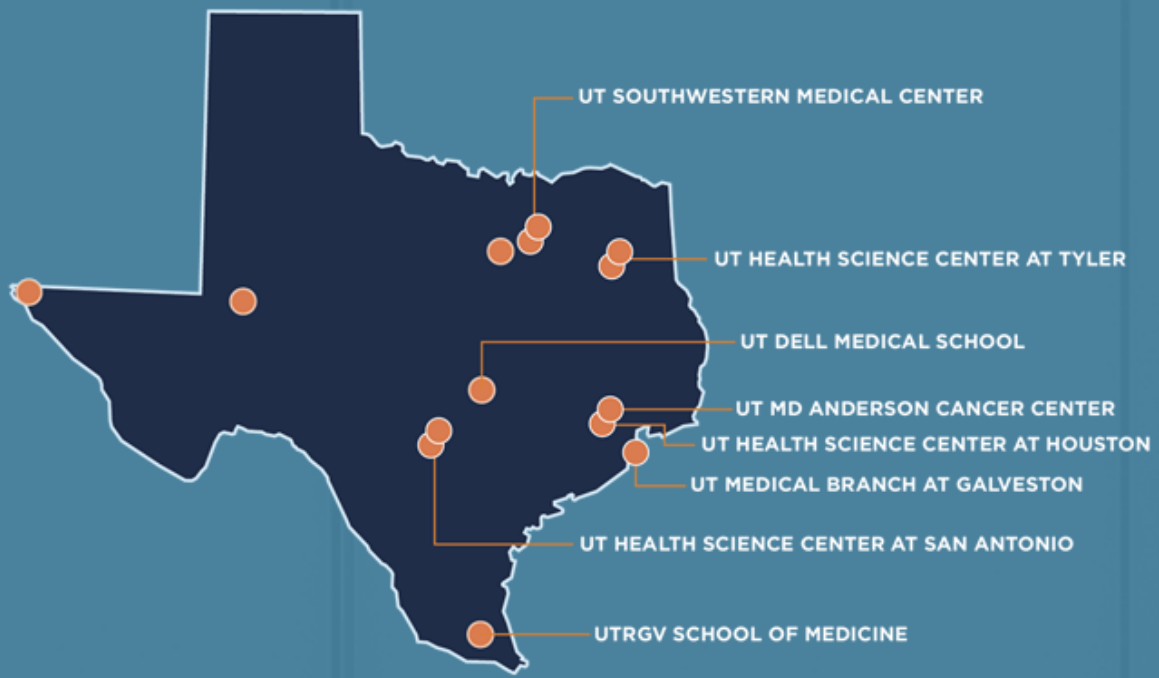 UT SOUTHWESTERN MEDICAL CENTER
UT HEALTH SCIENCE CENTER AT TYLER
UT DELL MEDICAL SCHOOL
UT MD ANDERSON CANCER CENTER
UT HEALTH SCIENCE CENTER AT HOUSTON
UT MEDICAL BRANCH AT GALVESTON
UT HEALTH SCIENCE CENTER AT SAN ANTONIO
UTRGV SCHOOL OF MEDICINE